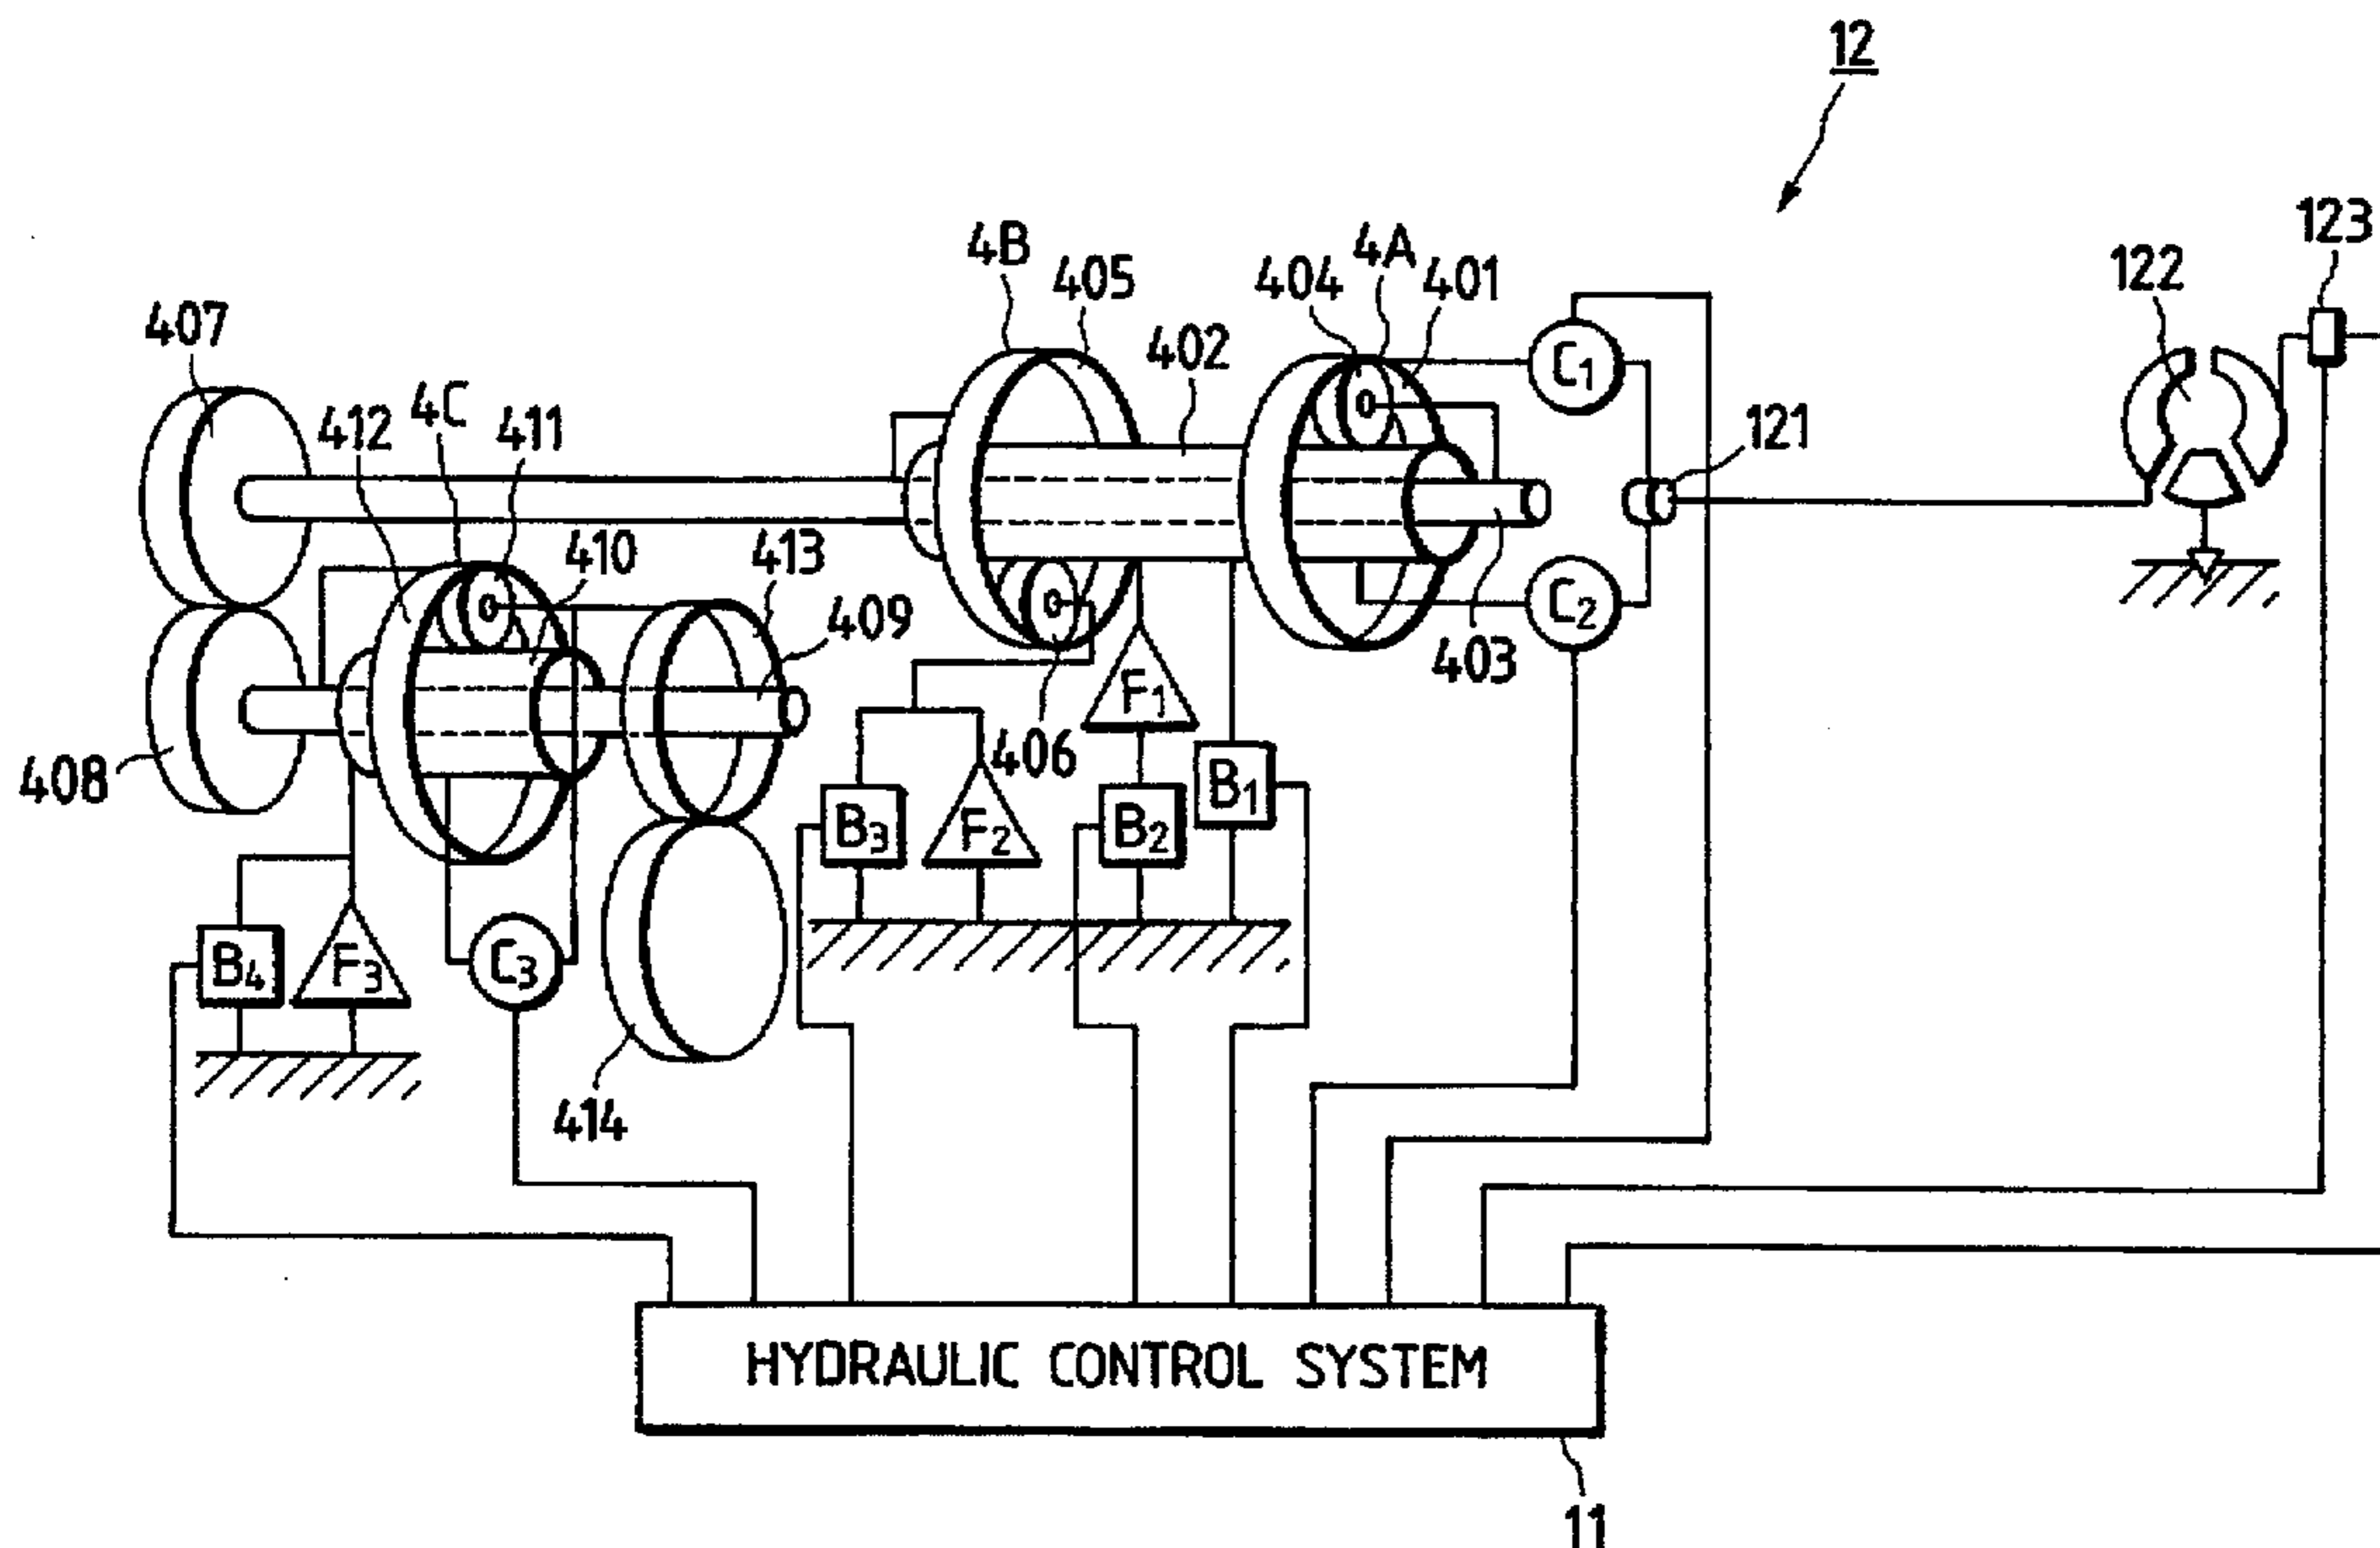 12
123
4B
405
404
4A
401
122
407
402
C1
412
4C
411
121
410
413
409
C2
403
F1
408
406
B1
B3
F2
B2
B4
F3
C3
414
HYDRAULIC CONTROL SYSTEM
11